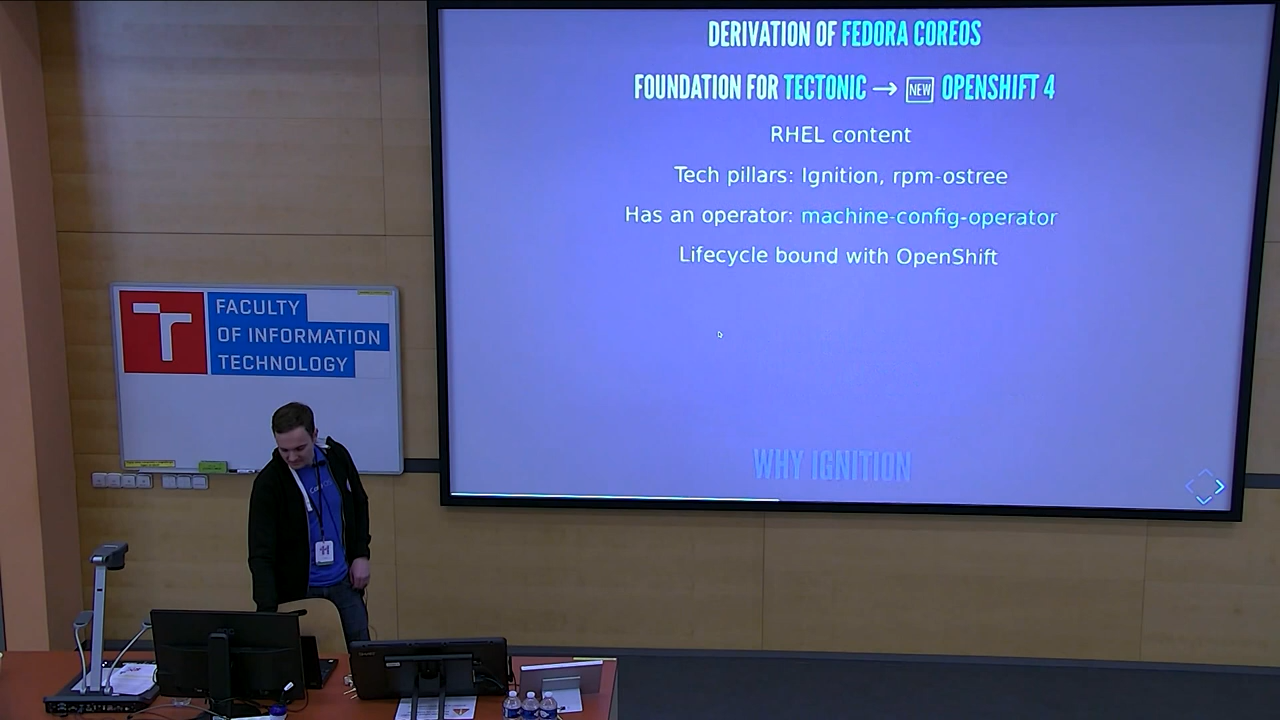 DERIVATION OF FEDORA COREOS
FOUNDATION FOR TECTONIC → NEW OPENSHIFT 4
RHEL content
Tech pillars: Ignition, rpm-ostree
Has an operator: machine-config-operator
Lifecycle bound with OpenShift
WHY IGNITION
FACULTY
OF INFORMATION
TECHNOLOGY